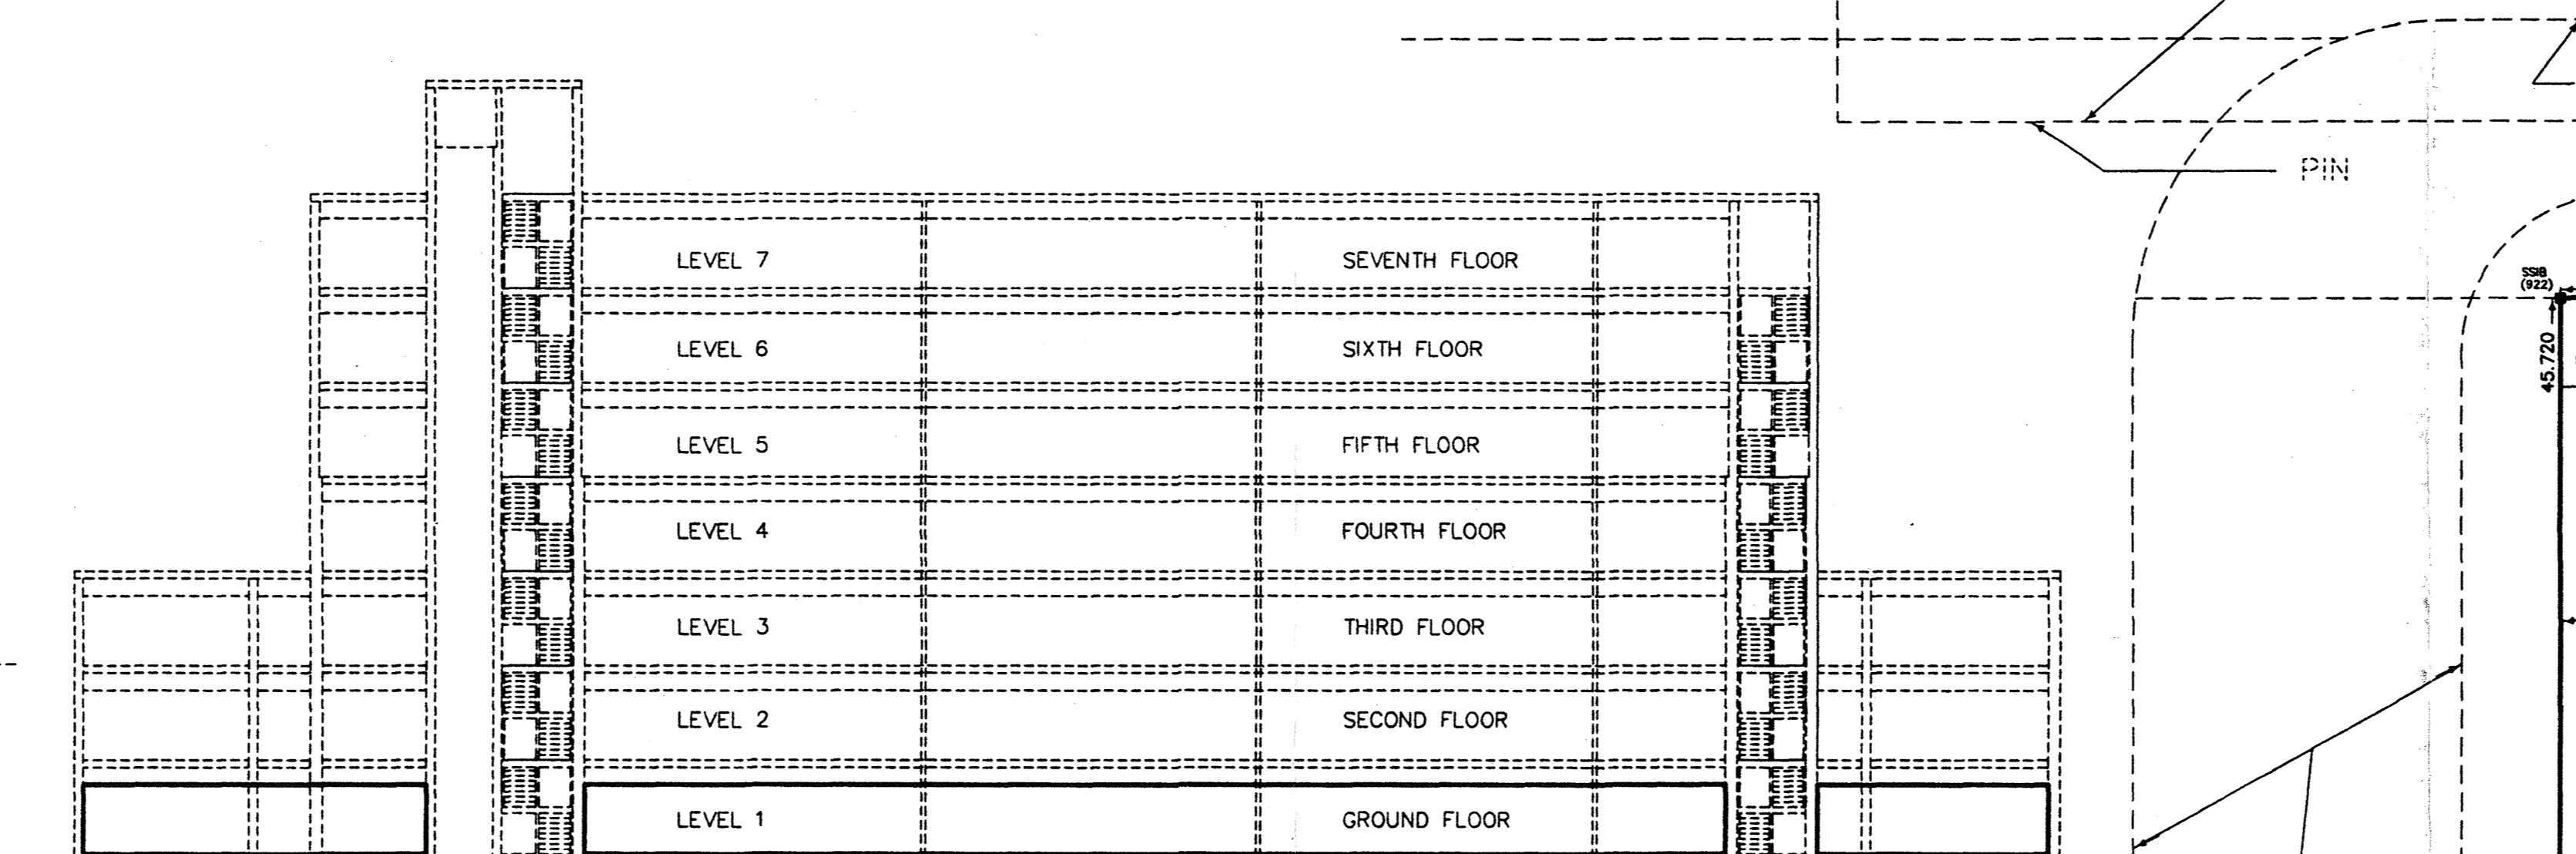 PIN
SSIB
(922)
45.720
LEVEL 7 SEVENTH FLOOR
LEVEL 6 SIXTH FLOOR
LEVEL 5 FIFTH FLOOR
LEVEL 4 FOURTH FLOOR
LEVEL 3 THIRD FLOOR
LEVEL 2 SECOND FLOOR
LEVEL 1 GROUND FLOOR